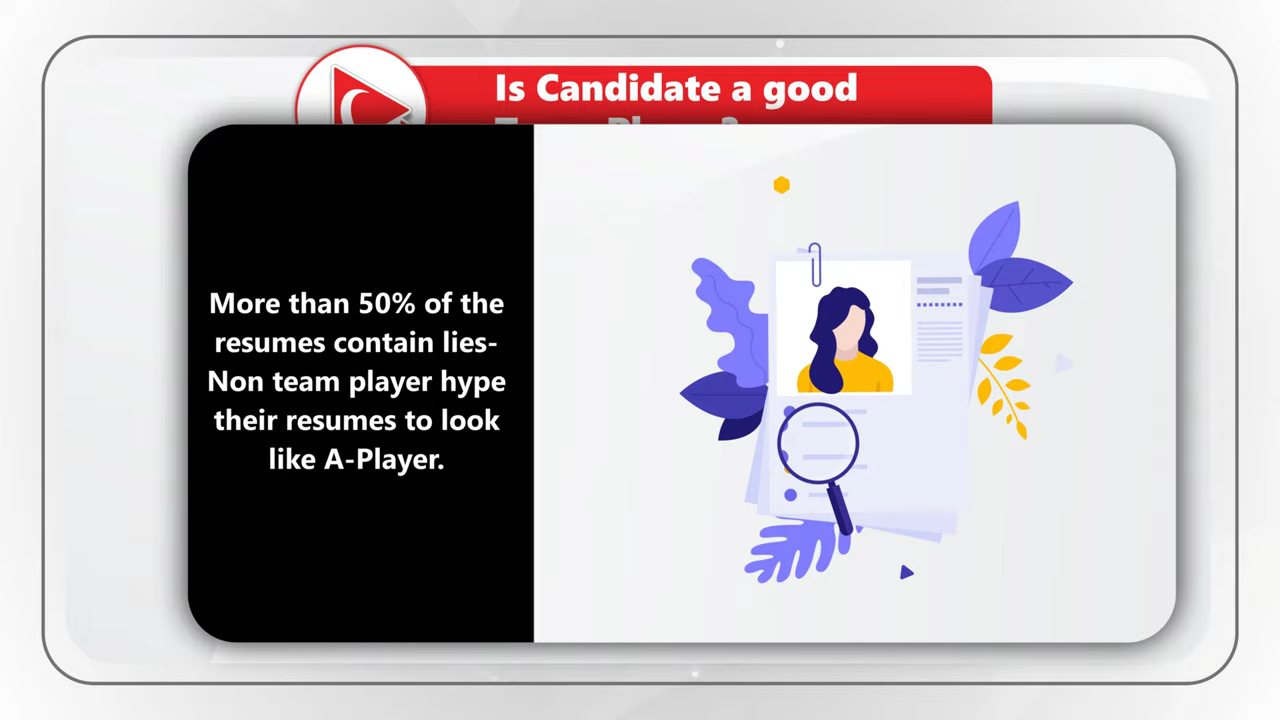 Is Candidate a good
More than 50% of the
resumes contain lies-
Non team player hype
their resumes to look
like A-Player.